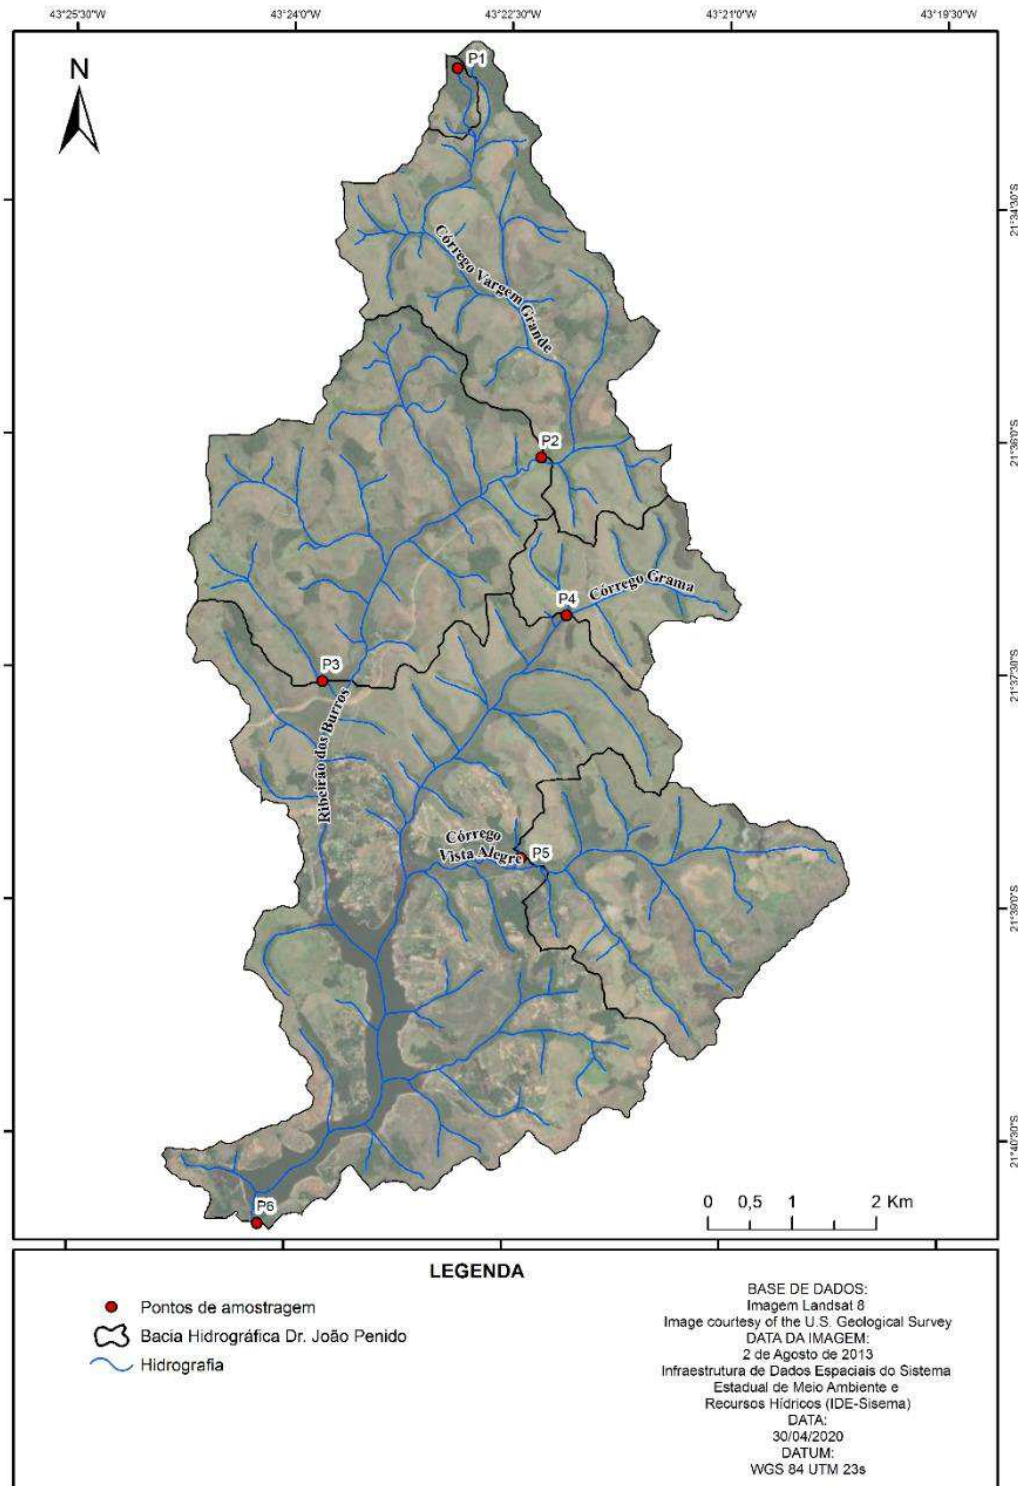 43°25'30"W
43°24'0"W
43°22'30"W
43°21'0"W
43°19'30"W
N
P1
21°34'30"S
Córrego Vargem Grande
P2
21°36'0"S
Córrego Grama
P4
P3
21°37'30"S
Ribeirão dos Burros
Córrego
Vista Alegre
P5
21°39'0"S
21°40'30"S
P6
0 0,5 1 2 Km
LEGENDA
Pontos de amostragem
Bacia Hidrográfica Dr. João Penido
Hidrografia
BASE DE DADOS:
Imagem Landsat 8
Image courtesy of the U.S. Geological Survey
DATA DA IMAGEM:
2 de Agosto de 2013
Infraestrutura de Dados Espaciais do Sistema
Estadual de Meio Ambiente e
Recursos Hídricos (IDE-Sisema)
DATA:
30/04/2020
DATUM:
WGS 84 UTM 23s